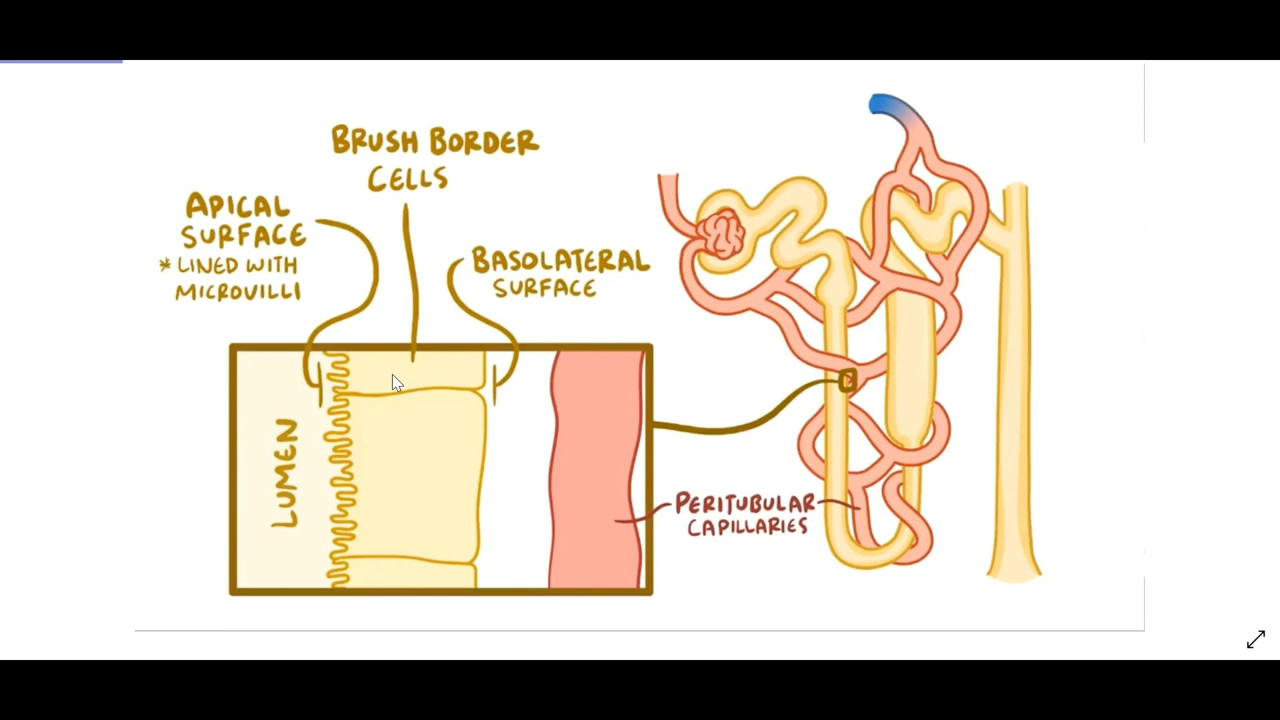 BRUSH BORDER
CELLS
APICAL
SURFACE
* LINED WITH
MICROVILLI
BASOLATERAL
SURFACE
LUMEN
PERITUBULAR
CAPILLARIES